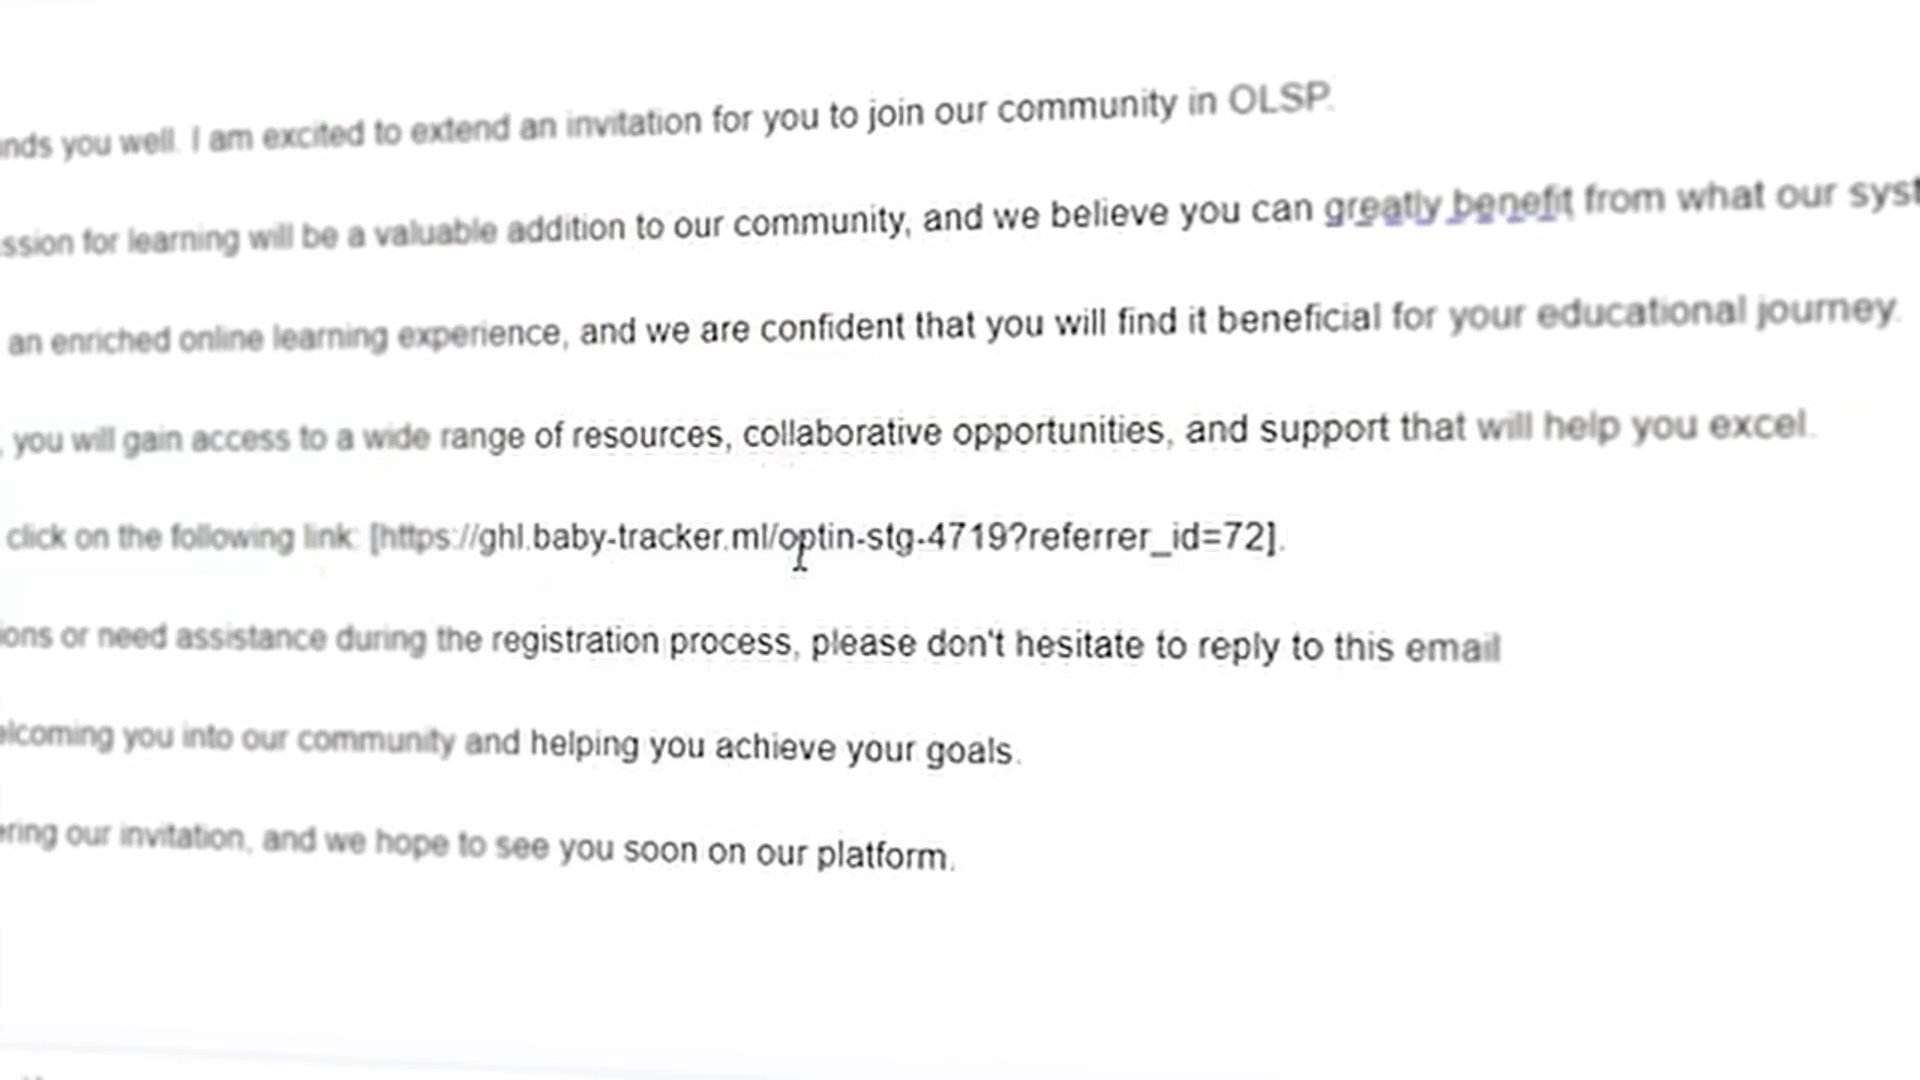 nds you well. I am excited to extend an invitation for you to join our community in OLSP.
ssion for learning will be a valuable addition to our community, and we believe you can greatly benefit from what our syst
an enriched online learning experience, and we are confident that you will find it beneficial for your educational journey.
, you will gain access to a wide range of resources, collaborative opportunities, and support that will help you excel.
click on the following link: [https://ghl.baby-tracker.ml/optin-stg-4719?referrer_id=72].
ions or need assistance during the registration process, please don't hesitate to reply to this email
elcoming you into our community and helping you achieve your goals.
ering our invitation, and we hope to see you soon on our platform.